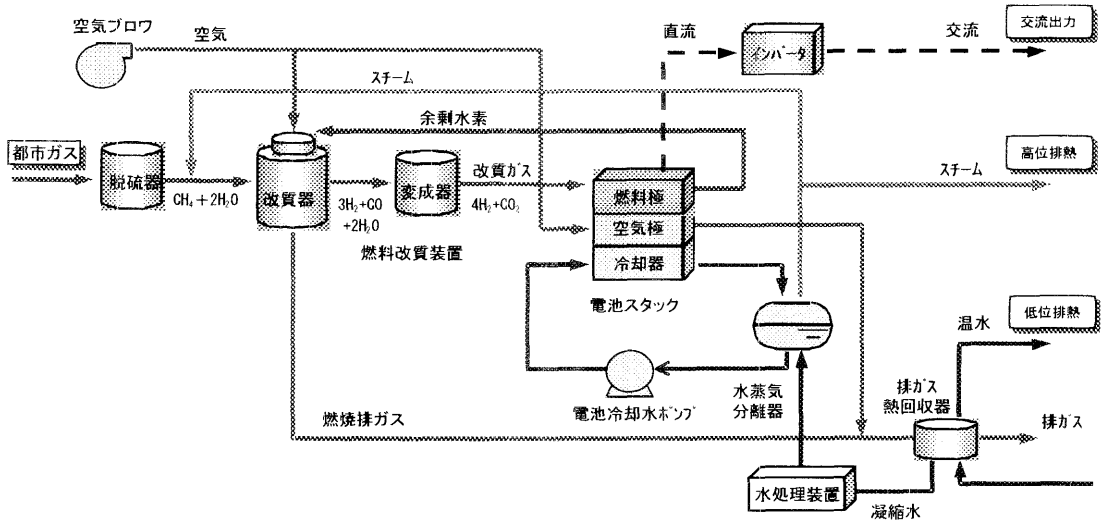 空気ブロワ
空気
直流
インバータ
交流
交流出力
スチーム
余剰水素
都市ガス
脱硫器
CH₄+2H₂O
改質器
3H₂+CO
+2H₂O
変成器
改質ガス
4H₂+CO₂
燃料改質装置
燃料極
空気極
冷却器
電池スタック
スチーム
高位排熱
低位排熱
温水
電池冷却水ポンプ
水蒸気
分離器
排ガス
熱回収器
燃焼排ガス
排ガス
水処理装置
凝縮水